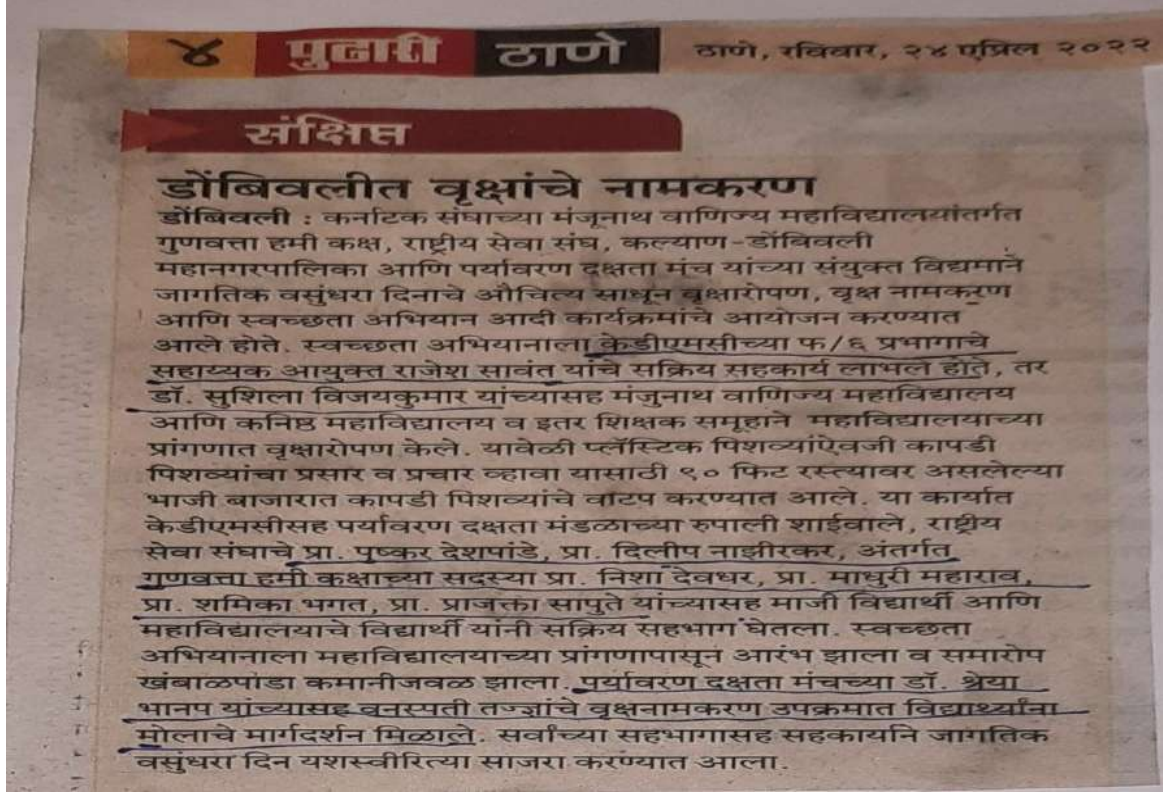 ४ पुढारी ठाणे ठाणे, रविवार, २४ एप्रिल २०२२
संक्षिप्त
डोंबिवलीत वृक्षांचे नामकरण
डोंबिवली : कर्नाटक संघाच्या मंजूनाथ वाणिज्य महाविद्यालयांतर्गत
गुणवत्ता हमी कक्ष, राष्ट्रीय सेवा संघ, कल्याण-डोंबिवली
महानगरपालिका आणि पर्यावरण दक्षता मंच यांच्या संयुक्त विद्यमाने
जागतिक वसुंधरा दिनाचे औचित्य साधून वृक्षारोपण, वृक्ष नामकरण
आणि स्वच्छता अभियान आदी कार्यक्रमांचे आयोजन करण्यात
आले होते. स्वच्छता अभियानाला केडीएमसीच्या फ/६ प्रभागाचे
सहाय्यक आयुक्त राजेश सावंत यांचे सक्रिय सहकार्य लाभले होते, तर
डॉ. सुशिला विजयकुमार यांच्यासह मंजुनाथ वाणिज्य महाविद्यालय
आणि कनिष्ठ महाविद्यालय व इतर शिक्षक समूहाने महाविद्यालयाच्या
प्रांगणात वृक्षारोपण केले. यावेळी प्लॅस्टिक पिशव्यांऐवजी कापडी
पिशव्यांचा प्रसार व प्रचार व्हावा यासाठी ९० फिट रस्त्यावर असलेल्या
भाजी बाजारात कापडी पिशव्यांचे वाटप करण्यात आले. या कार्यात
केडीएमसीसह पर्यावरण दक्षता मंडळाच्या रुपाली शाईवाले, राष्ट्रीय
सेवा संघाचे प्रा. पुष्कर देशपांडे, प्रा. दिलीप नाझीरकर, अंतर्गत
गुणवत्ता हमी कक्षाच्या सदस्या प्रा. निशा देवधर, प्रा. माधुरी महाराव,
प्रा. शमिका भगत, प्रा. प्राजक्ता सापुते यांच्यासह माजी विद्यार्थी आणि
महाविद्यालयाचे विद्यार्थी यांनी सक्रिय सहभाग घेतला. स्वच्छता
अभियानाला महाविद्यालयाच्या प्रांगणापासून आरंभ झाला व समारोप
खंबाळपाडा कमानीजवळ झाला. पर्यावरण दक्षता मंचच्या डॉ. श्रेया
भानप यांच्यासह वनस्पती तज्ज्ञांचे वृक्षनामकरण उपक्रमात विद्यार्थ्यांना
मोलाचे मार्गदर्शन मिळाले. सर्वांच्या सहभागासह सहकार्याने जागतिक
वसुंधरा दिन यशस्वीरित्या साजरा करण्यात आला.